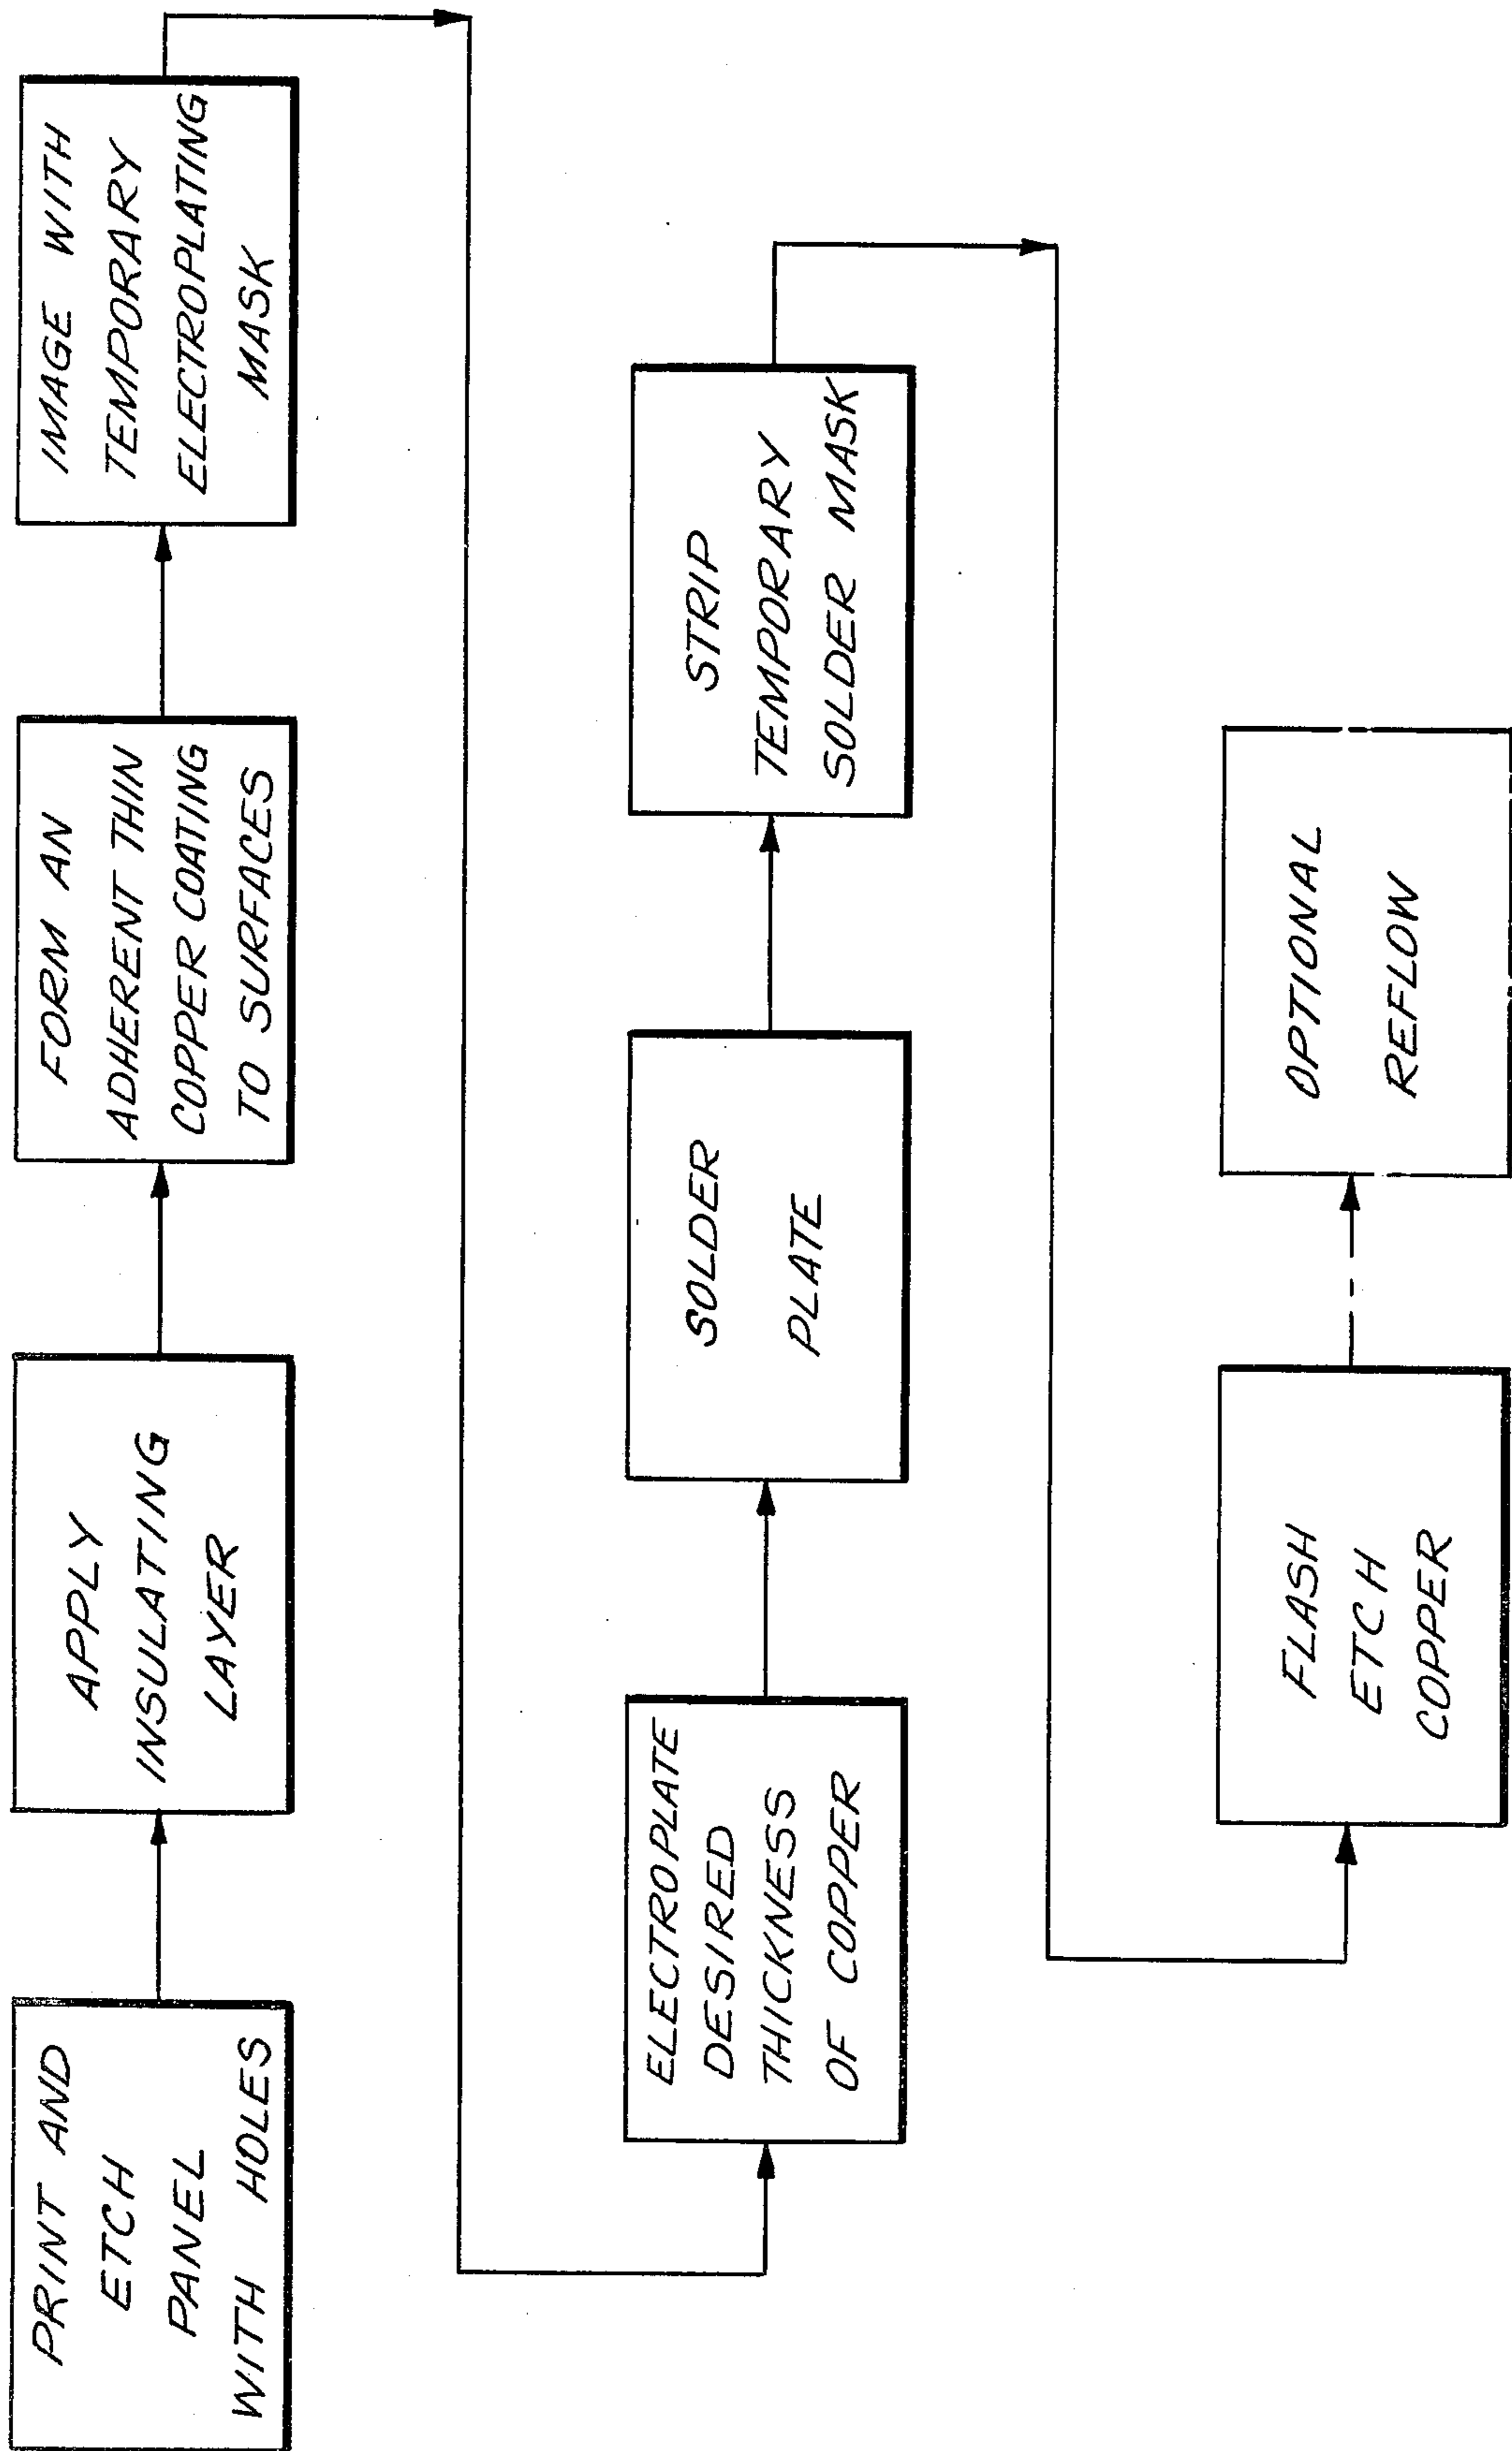 PRINT AND
ETCH
PANEL
WITH HOLES
APPLY
INSULATING
LAYER
FORM AN
ADHERENT THIN
COPPER COATING
TO SURFACES
IMAGE WITH
TEMPORARY
ELECTROPLATING
MASK
ELECTROPLATE
DESIRED
THICKNESS
OF COPPER
SOLDER
PLATE
STRIP
TEMPORARY
SOLDER MASK
FLASH
ETCH
COPPER
OPTIONAL
REFLOW